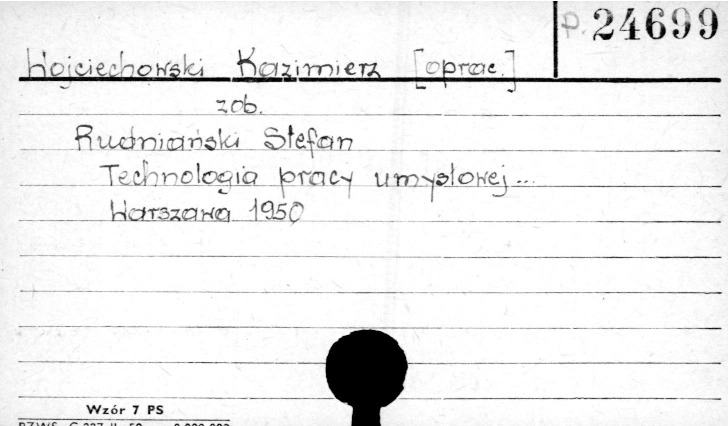 P. 24699
Wojciechowski Kazimierz [oprac.]
zob.
Rudniański Stefan
Technologia pracy umysłowej...
Warszawa 1950
Wzór 7 PS